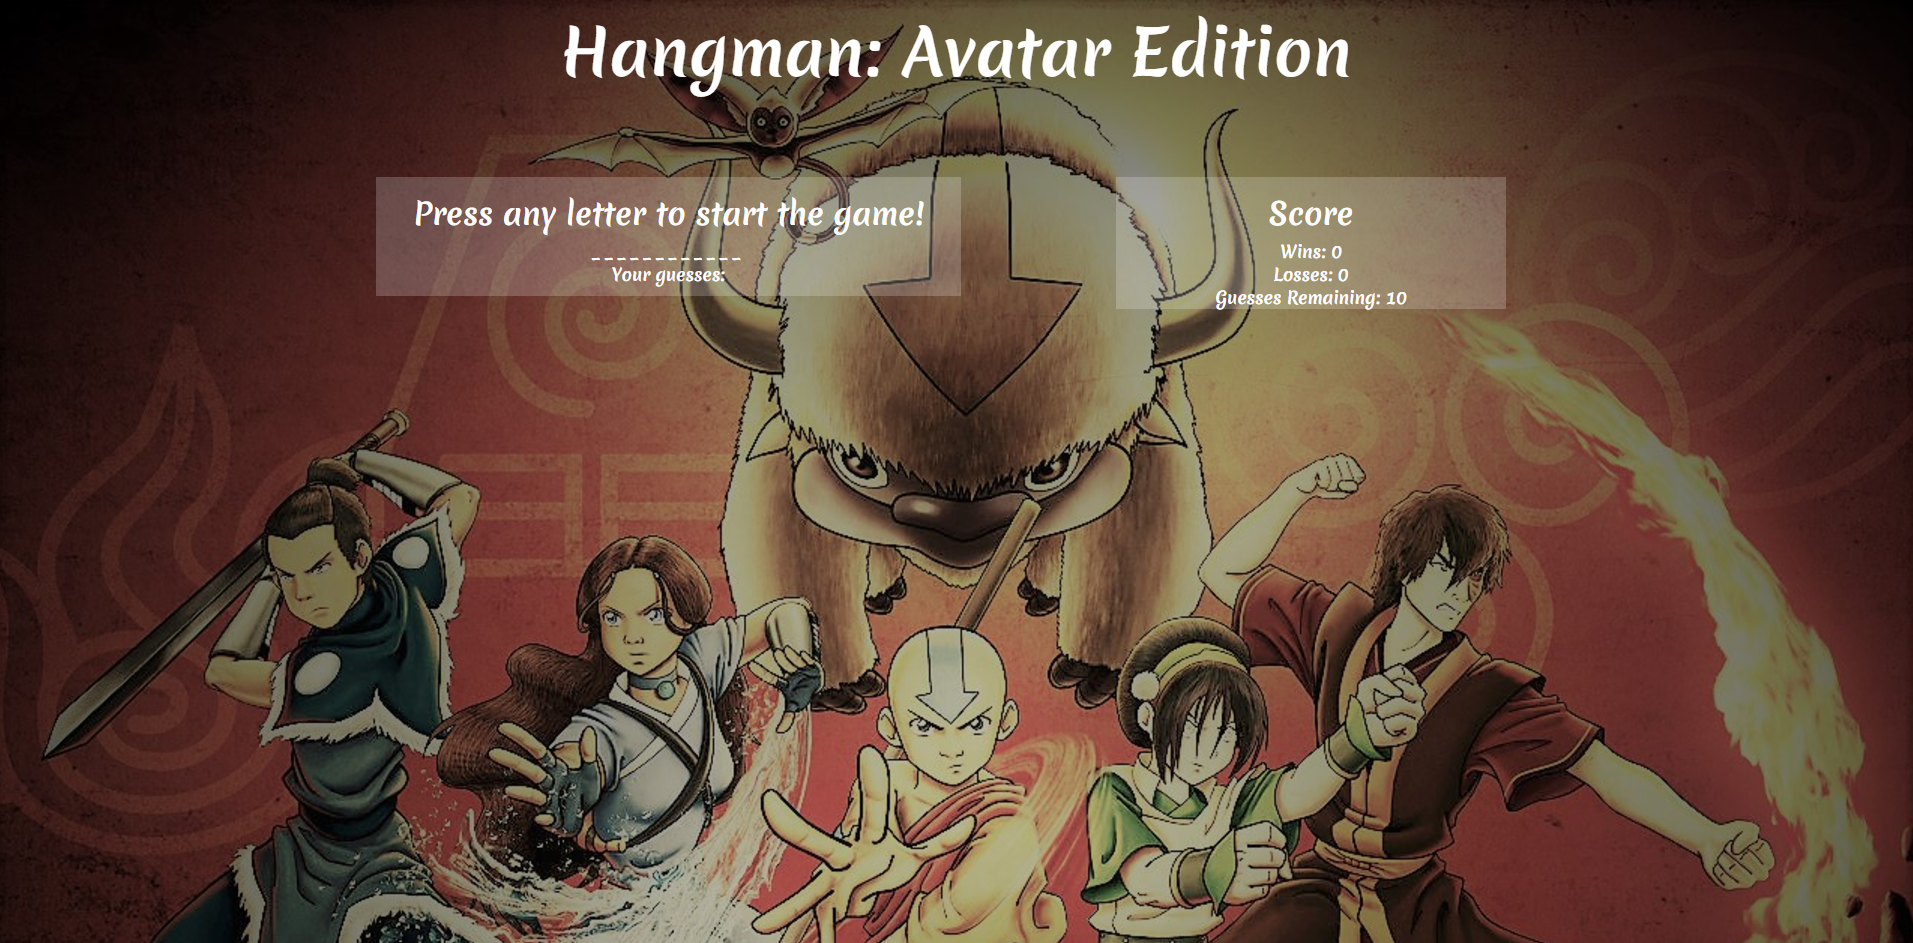 Hangman: Avatar Edition
Press any letter to start the game!
_ _ _ _ _ _ _ _ _ _ _ _
Your guesses:
Score
Wins: 0
Losses: 0
Guesses Remaining: 10